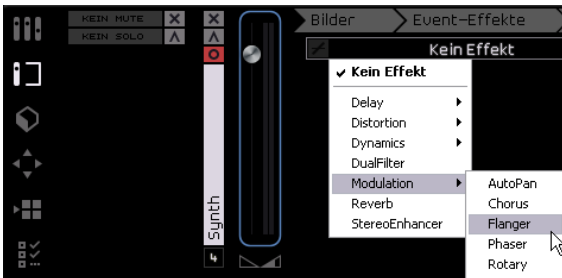 KEIN MUTE
KEIN SOLO
Synth
4
Bilder
Event-Effekte
Kein Effekt
Kein Effekt
Delay
Distortion
Dynamics
DualFilter
Modulation
Reverb
StereoEnhancer
AutoPan
Chorus
Flanger
Phaser
Rotary